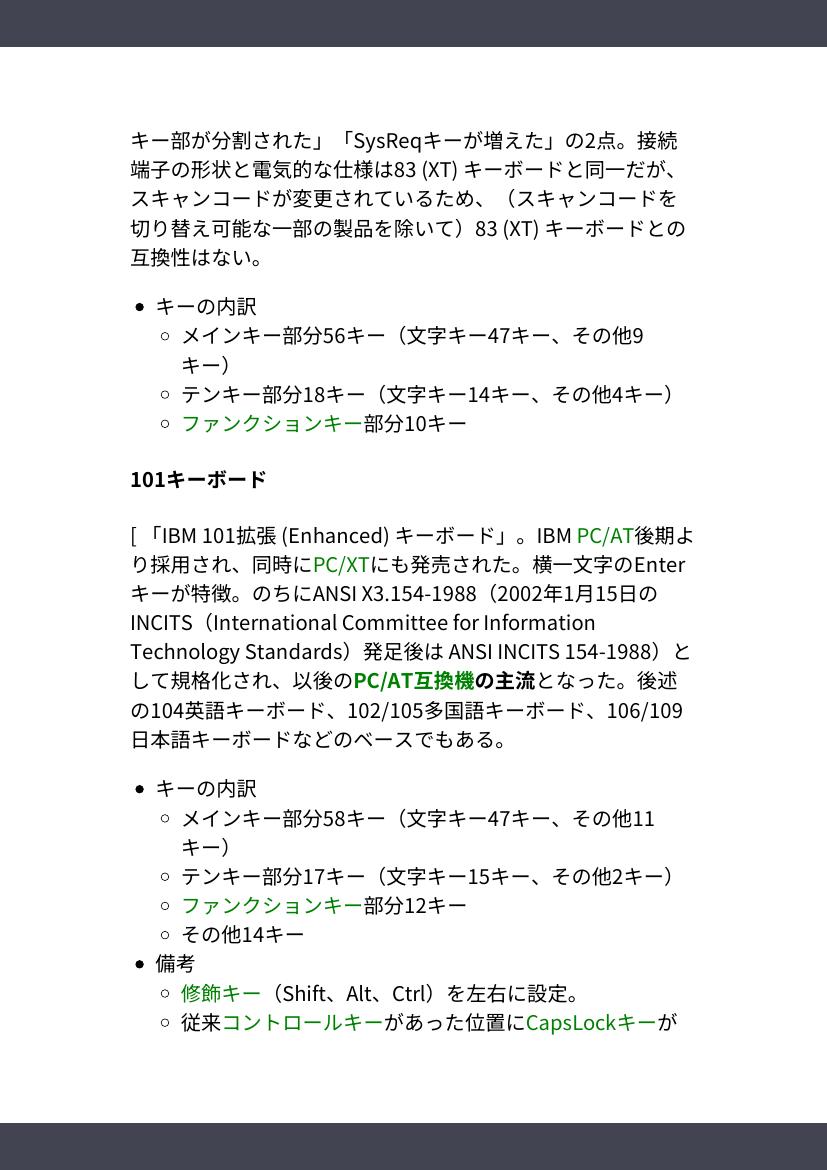 キー部が分割された」「SysReqキーが増えた」の2点。接続
端子の形状と電気的な仕様は83 (XT) キーボードと同一だが、
スキャンコードが変更されているため、（スキャンコードを
切り替え可能な一部の製品を除いて）83 (XT) キーボードとの
互換性はない。
• キーの内訳
◦ メインキー部分56キー（文字キー47キー、その他9
キー）
◦ テンキー部分18キー（文字キー14キー、その他4キー）
◦ ファンクションキー部分10キー
101キーボード
[ 「IBM 101拡張 (Enhanced) キーボード」。IBM PC/AT後期よ
り採用され、同時にPC/XTにも発売された。横一文字のEnter
キーが特徴。のちにANSI X3.154-1988（2002年1月15日の
INCITS（International Committee for Information
Technology Standards）発足後は ANSI INCITS 154-1988）と
して規格化され、以後のPC/AT互換機の主流となった。後述
の104英語キーボード、102/105多国語キーボード、106/109
日本語キーボードなどのベースでもある。
• キーの内訳
◦ メインキー部分58キー（文字キー47キー、その他11
キー）
◦ テンキー部分17キー（文字キー15キー、その他2キー）
◦ ファンクションキー部分12キー
◦ その他14キー
• 備考
◦ 修飾キー（Shift、Alt、Ctrl）を左右に設定。
◦ 従来コントロールキーがあった位置にCapsLockキーが